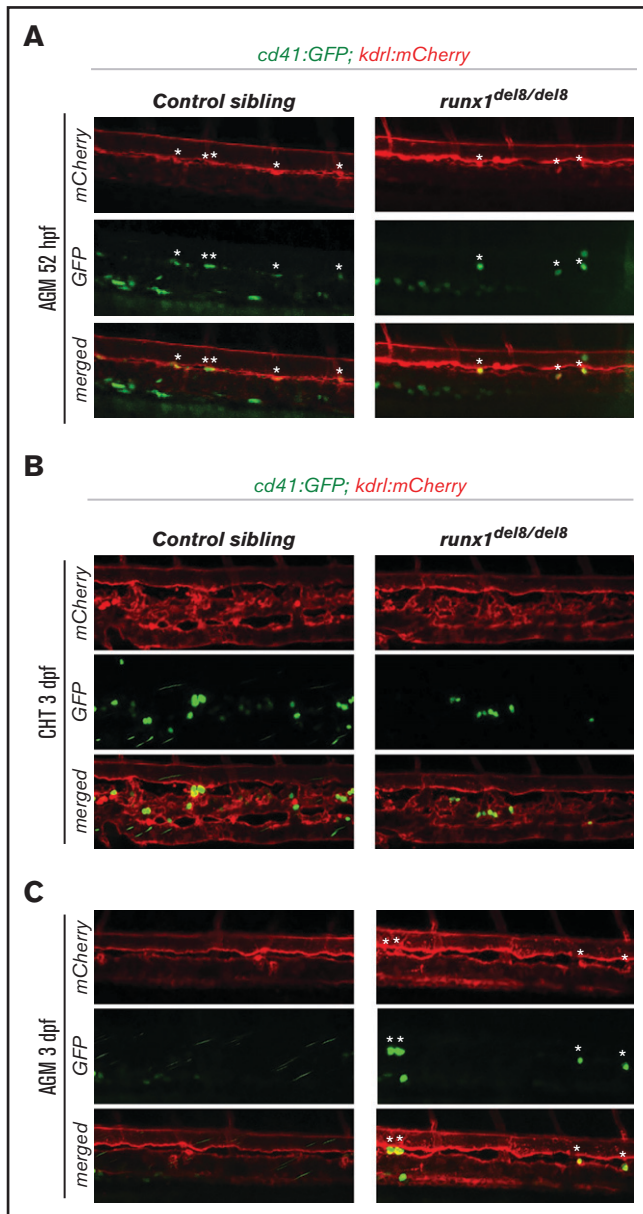 A
cd41:GFP; kdrl:mCherry
Control sibling
runx1del8/del8
AGM 52 hpf
mCherry
* ** * *
* * *
GFP
* ** * *
* * *
merged
* ** * *
* * *
B
cd41:GFP; kdrl:mCherry
Control sibling
runx1del8/del8
CHT 3 dpf
mCherry
GFP
merged
C
AGM 3 dpf
mCherry
** * *
GFP
** * *
merged
** * *